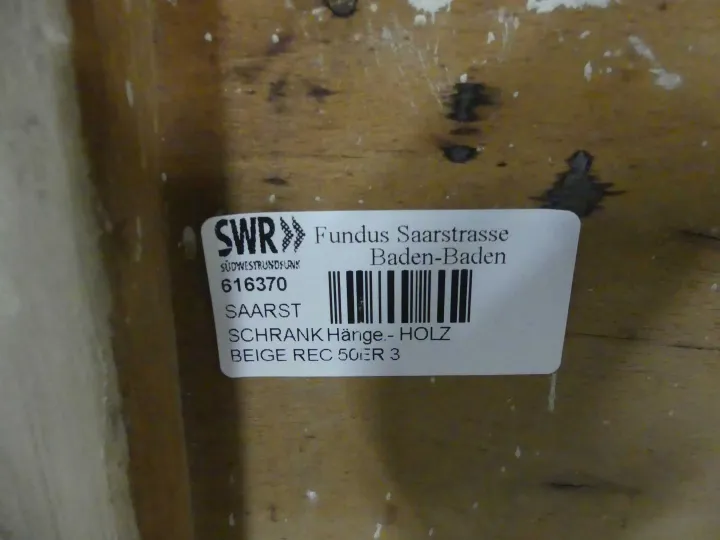 SWR»
SÜDWESTRUNDFUNK
Fundus Saarstrasse
Baden-Baden
616370
SAARST
SCHRANK Hänge.- HOLZ
BEIGE REC 50ER 3